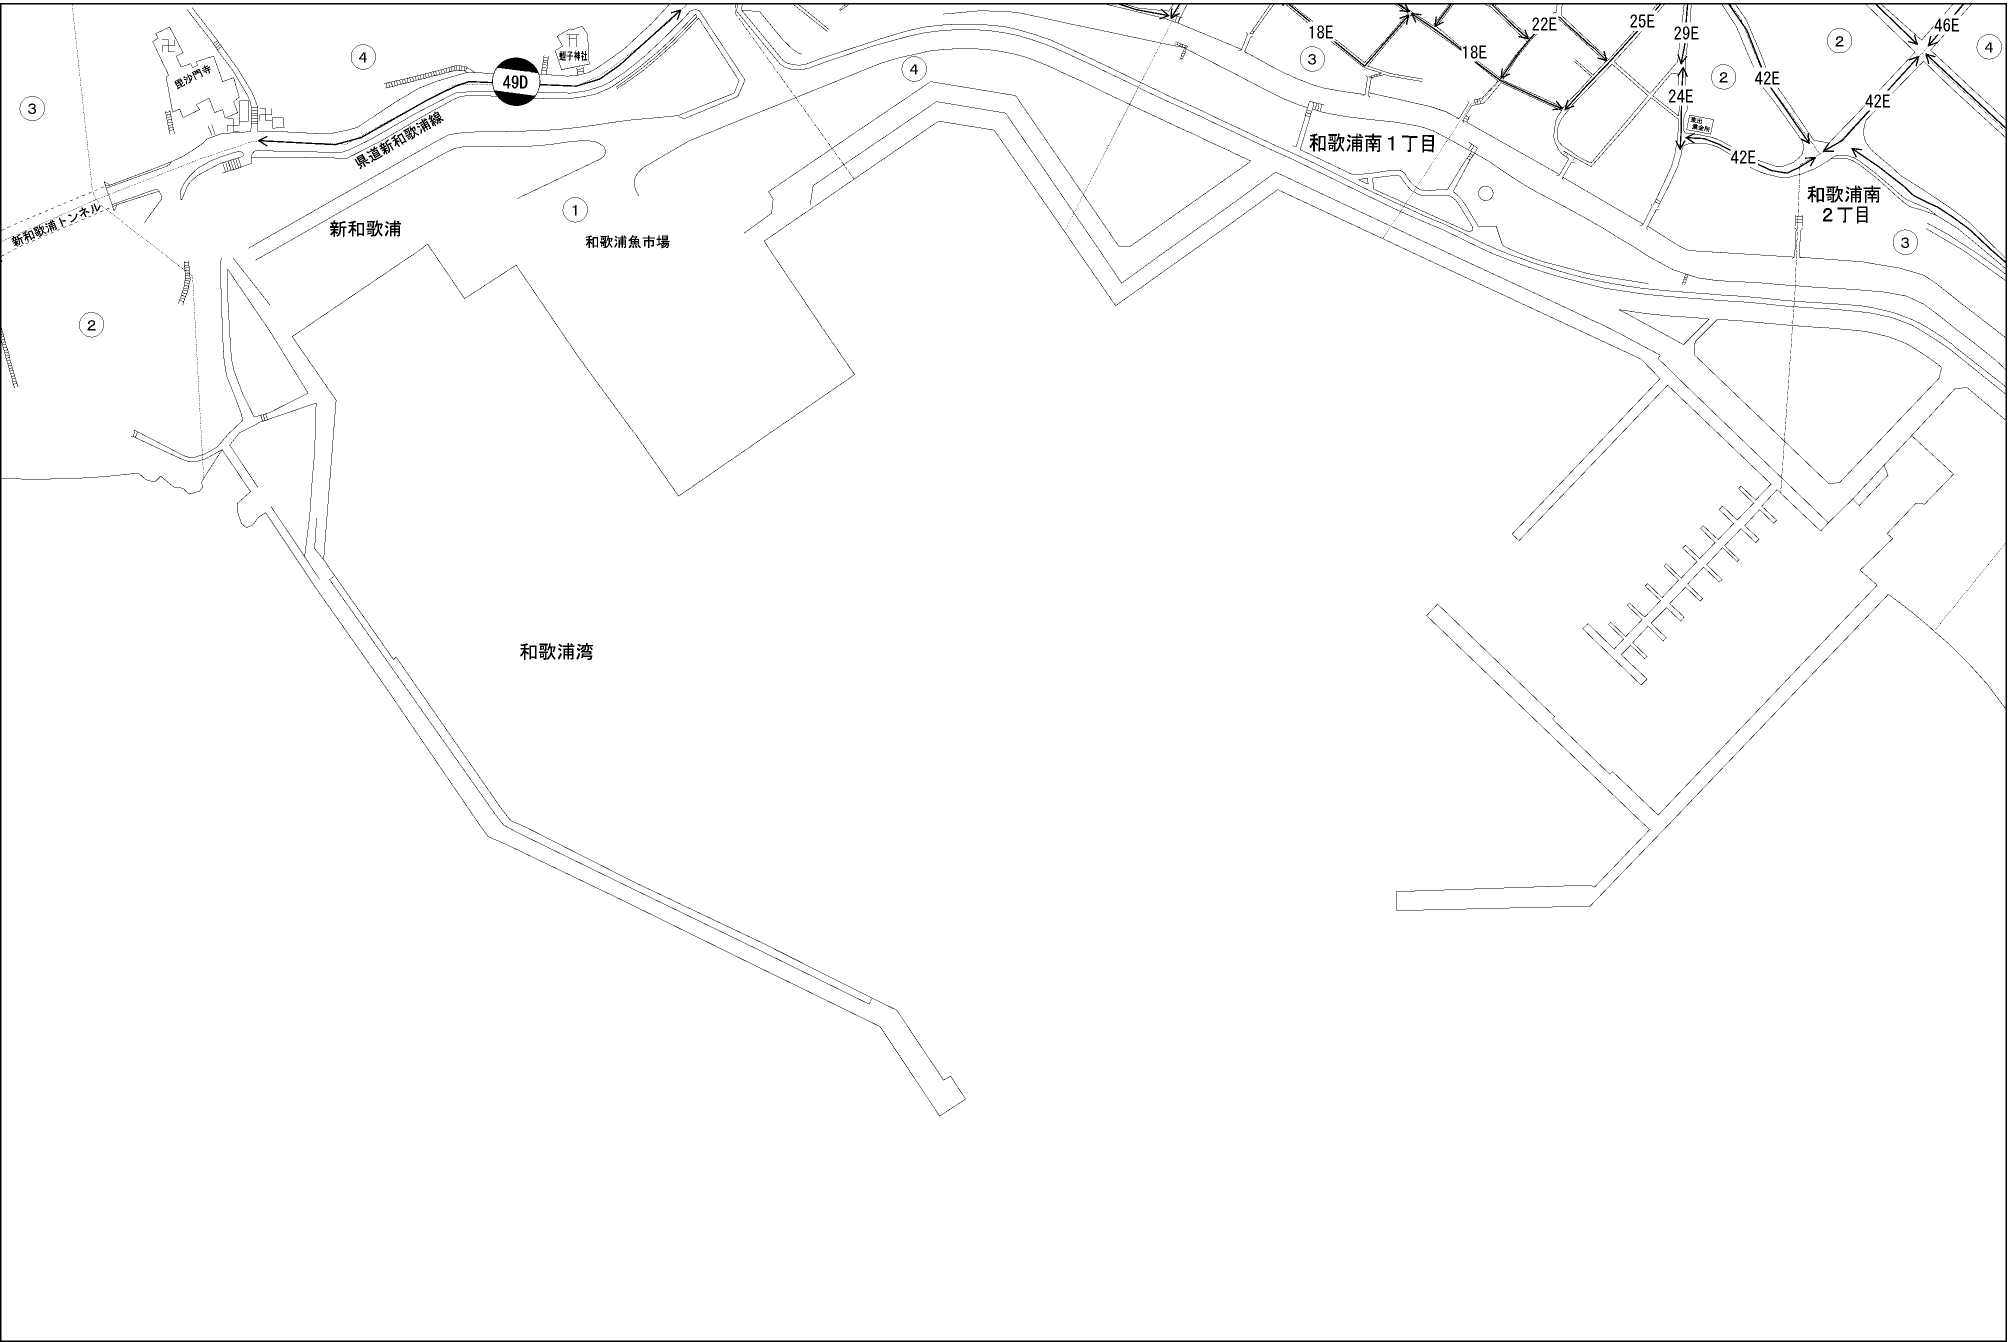 18E
22E
25E
29E
46E
④
③
18E
②
②
④
毘沙門寺
蛭子神社
49D
④
③
42E
24E
42E
県道新和歌浦線
和歌浦南１丁目
42E
和歌浦南
２丁目
新和歌浦トンネル
新和歌浦
①
和歌浦魚市場
③
②
和歌浦湾